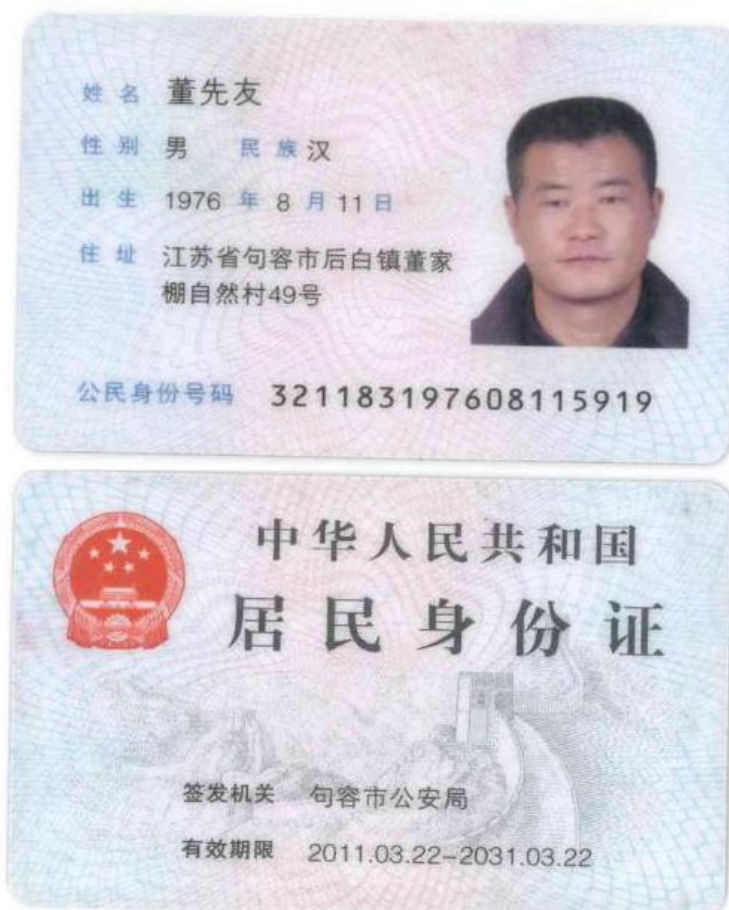 姓名 董先友
性别 男 民族 汉
出生 1976 年 8 月 11 日
住址 江苏省句容市后白镇董家
棚自然村49号
公民身份号码 321183197608115919
中华人民共和国
居民身份证
签发机关 句容市公安局
有效期限 2011.03.22-2031.03.22